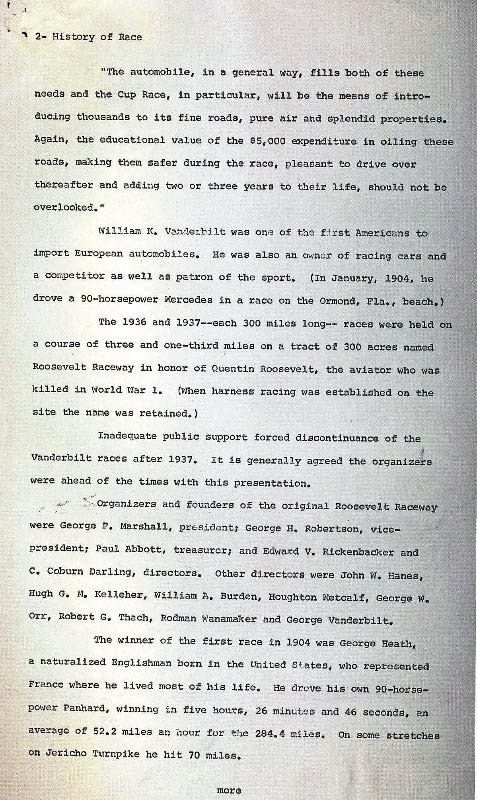 2- History of Race
"The automobile, in a general way, fills both of these
needs and the Cup Race, in particular, will be the means of intro-
ducing thousands to its fine roads, pure air and splendid properties.
Again, the educational value of the $5,000 expenditure in oiling these
roads, making them safer during the race, pleasant to drive over
thereafter and adding two or three years to their life, should not be
overlooked."
William K. Vanderbilt was one of the first Americans to
import European automobiles. He was also an owner of racing cars and
a competitor as well as patron of the sport. (In January, 1904, he
drove a 90-horsepower Mercedes in a race on the Ormond, Fla., beach.)
The 1936 and 1937--each 300 miles long-- races were held on
a course of three and one-third miles on a tract of 300 acres named
Roosevelt Raceway in honor of Quentin Roosevelt, the aviator who was
killed in World War 1. (When harness racing was established on the
site the name was retained.)
Inadequate public support forced discontinuance of the
Vanderbilt races after 1937. It is generally agreed the organizers
were ahead of the times with this presentation.
Organizers and founders of the original Roosevelt Raceway
were George P. Marshall, president; George H. Robertson, vice-
president; Paul Abbott, treasurer; and Edward V. Rickenbacker and
C. Coburn Darling, directors. Other directors were John W. Hanes,
Hugh G. M. Kelleher, William A. Burden, Houghton Metcalf, George W.
Orr, Robert G. Thach, Rodman Wanamaker and George Vanderbilt.
The winner of the first race in 1904 was George Heath,
a naturalized Englishman born in the United States, who represented
France where he lived most of his life. He drove his own 90-horse-
power Panhard, winning in five hours, 26 minutes and 46 seconds, an
average of 52.2 miles an hour for the 284.4 miles. On some stretches
on Jericho Turnpike he hit 70 miles.
more